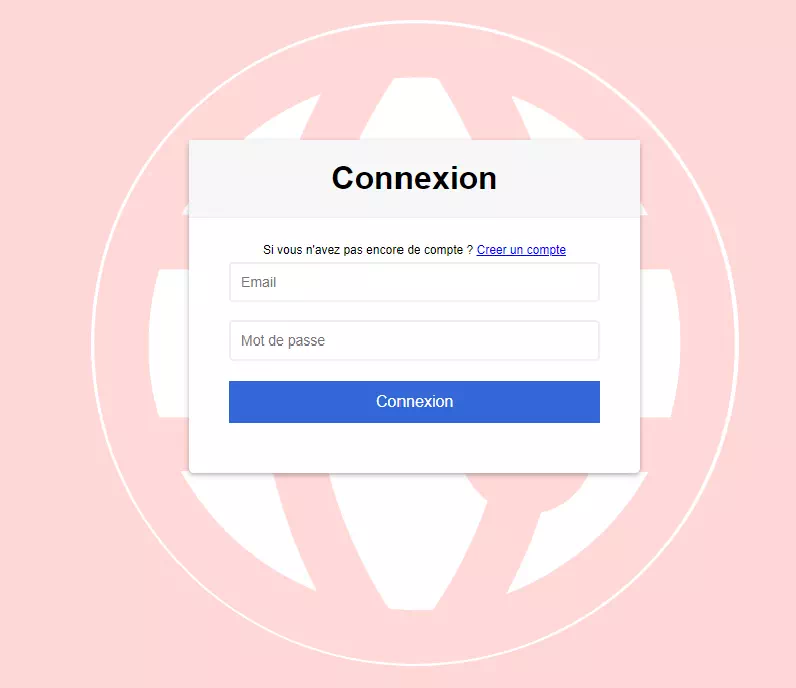 Connexion
Si vous n'avez pas encore de compte ? Creer un compte
Email
Mot de passe
Connexion